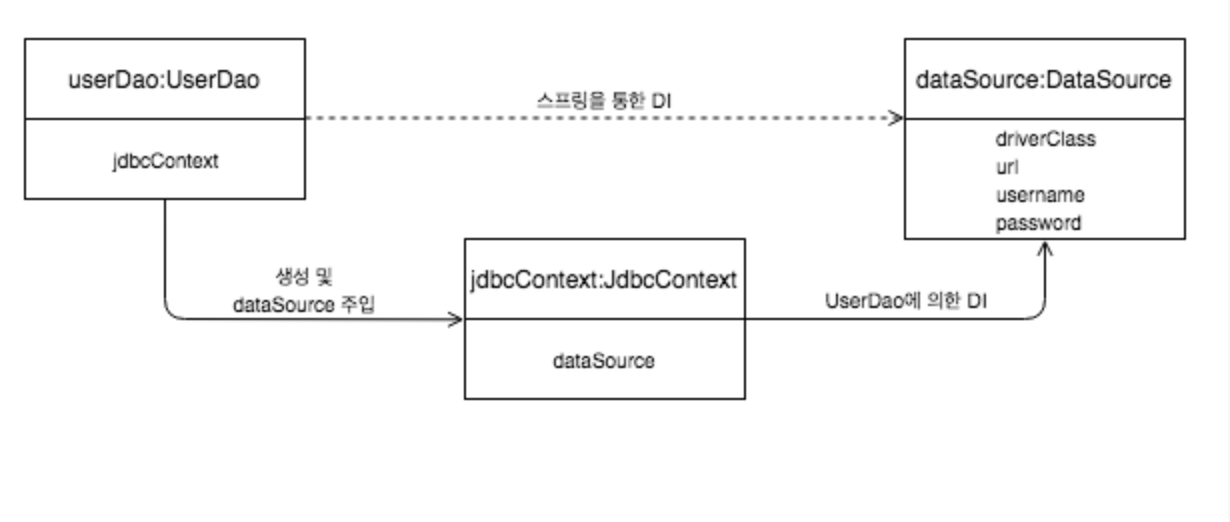 userDao:UserDao
jdbcContext
스프링을 통한 DI
dataSource:DataSource
driverClass
url
username
password
생성 및
dataSource 주입
jdbcContext:JdbcContext
dataSource
UserDao에 의한 DI